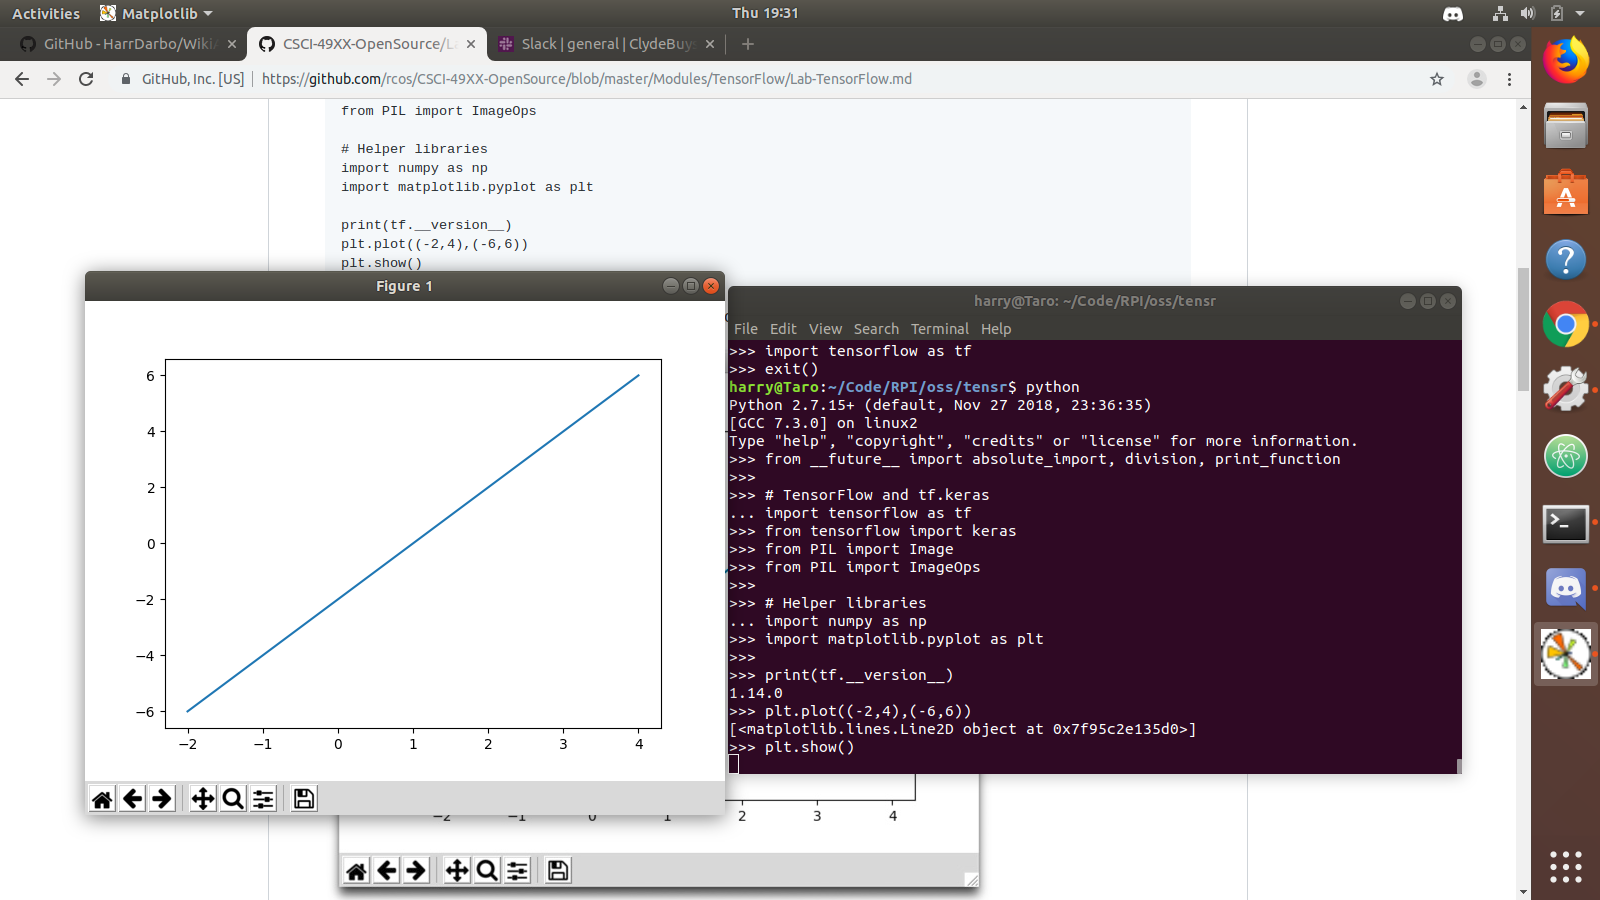 Activities
Matplotlib
Thu 19:31
GitHub - HarrDarbo/Wiki
CSCI-49XX-OpenSource/L
Slack | general | ClydeBuy
GitHub, Inc. [US]
https://github.com/rcos/CSCI-49XX-OpenSource/blob/master/Modules/TensorFlow/Lab-TensorFlow.md
from PIL import ImageOps
# Helper libraries
import numpy as np
import matplotlib.pyplot as plt
print(tf.__version__)
plt.plot((-2,4),(-6,6))
plt.show()
Figure 1
6
4
2
0
−2
−4
−6
−2 −1 0 1 2 3 4
harry@Taro: ~/Code/RPI/oss/tensr
File Edit View Search Terminal Help
>>> import tensorflow as tf
>>> exit()
harry@Taro:~/Code/RPI/oss/tensr$ python
Python 2.7.15+ (default, Nov 27 2018, 23:36:35)
[GCC 7.3.0] on linux2
Type "help", "copyright", "credits" or "license" for more information.
>>> from __future__ import absolute_import, division, print_function
>>>
>>> # TensorFlow and tf.keras
... import tensorflow as tf
>>> from tensorflow import keras
>>> from PIL import Image
>>> from PIL import ImageOps
>>>
>>> # Helper libraries
... import numpy as np
>>> import matplotlib.pyplot as plt
>>>
>>> print(tf.__version__)
1.14.0
>>> plt.plot((-2,4),(-6,6))
[<matplotlib.lines.Line2D object at 0x7f95c2e135d0>]
>>> plt.show()
−2 −1 0 1 2 3 4